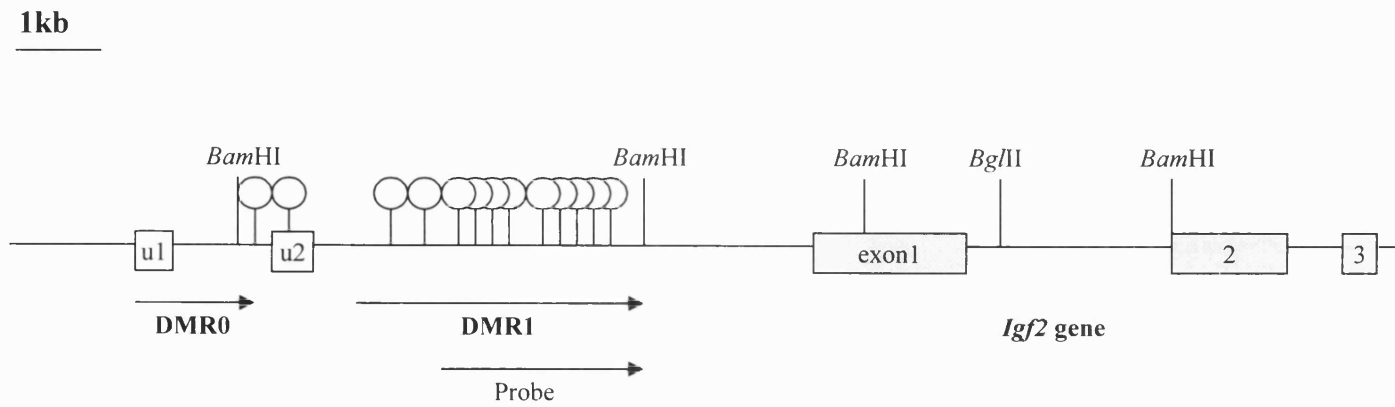 1kb
BamHI
BamHI
BamHI
BglII
BamHI
u1
u2
exon1
2
3
DMR0
DMR1
Igf2 gene
Probe